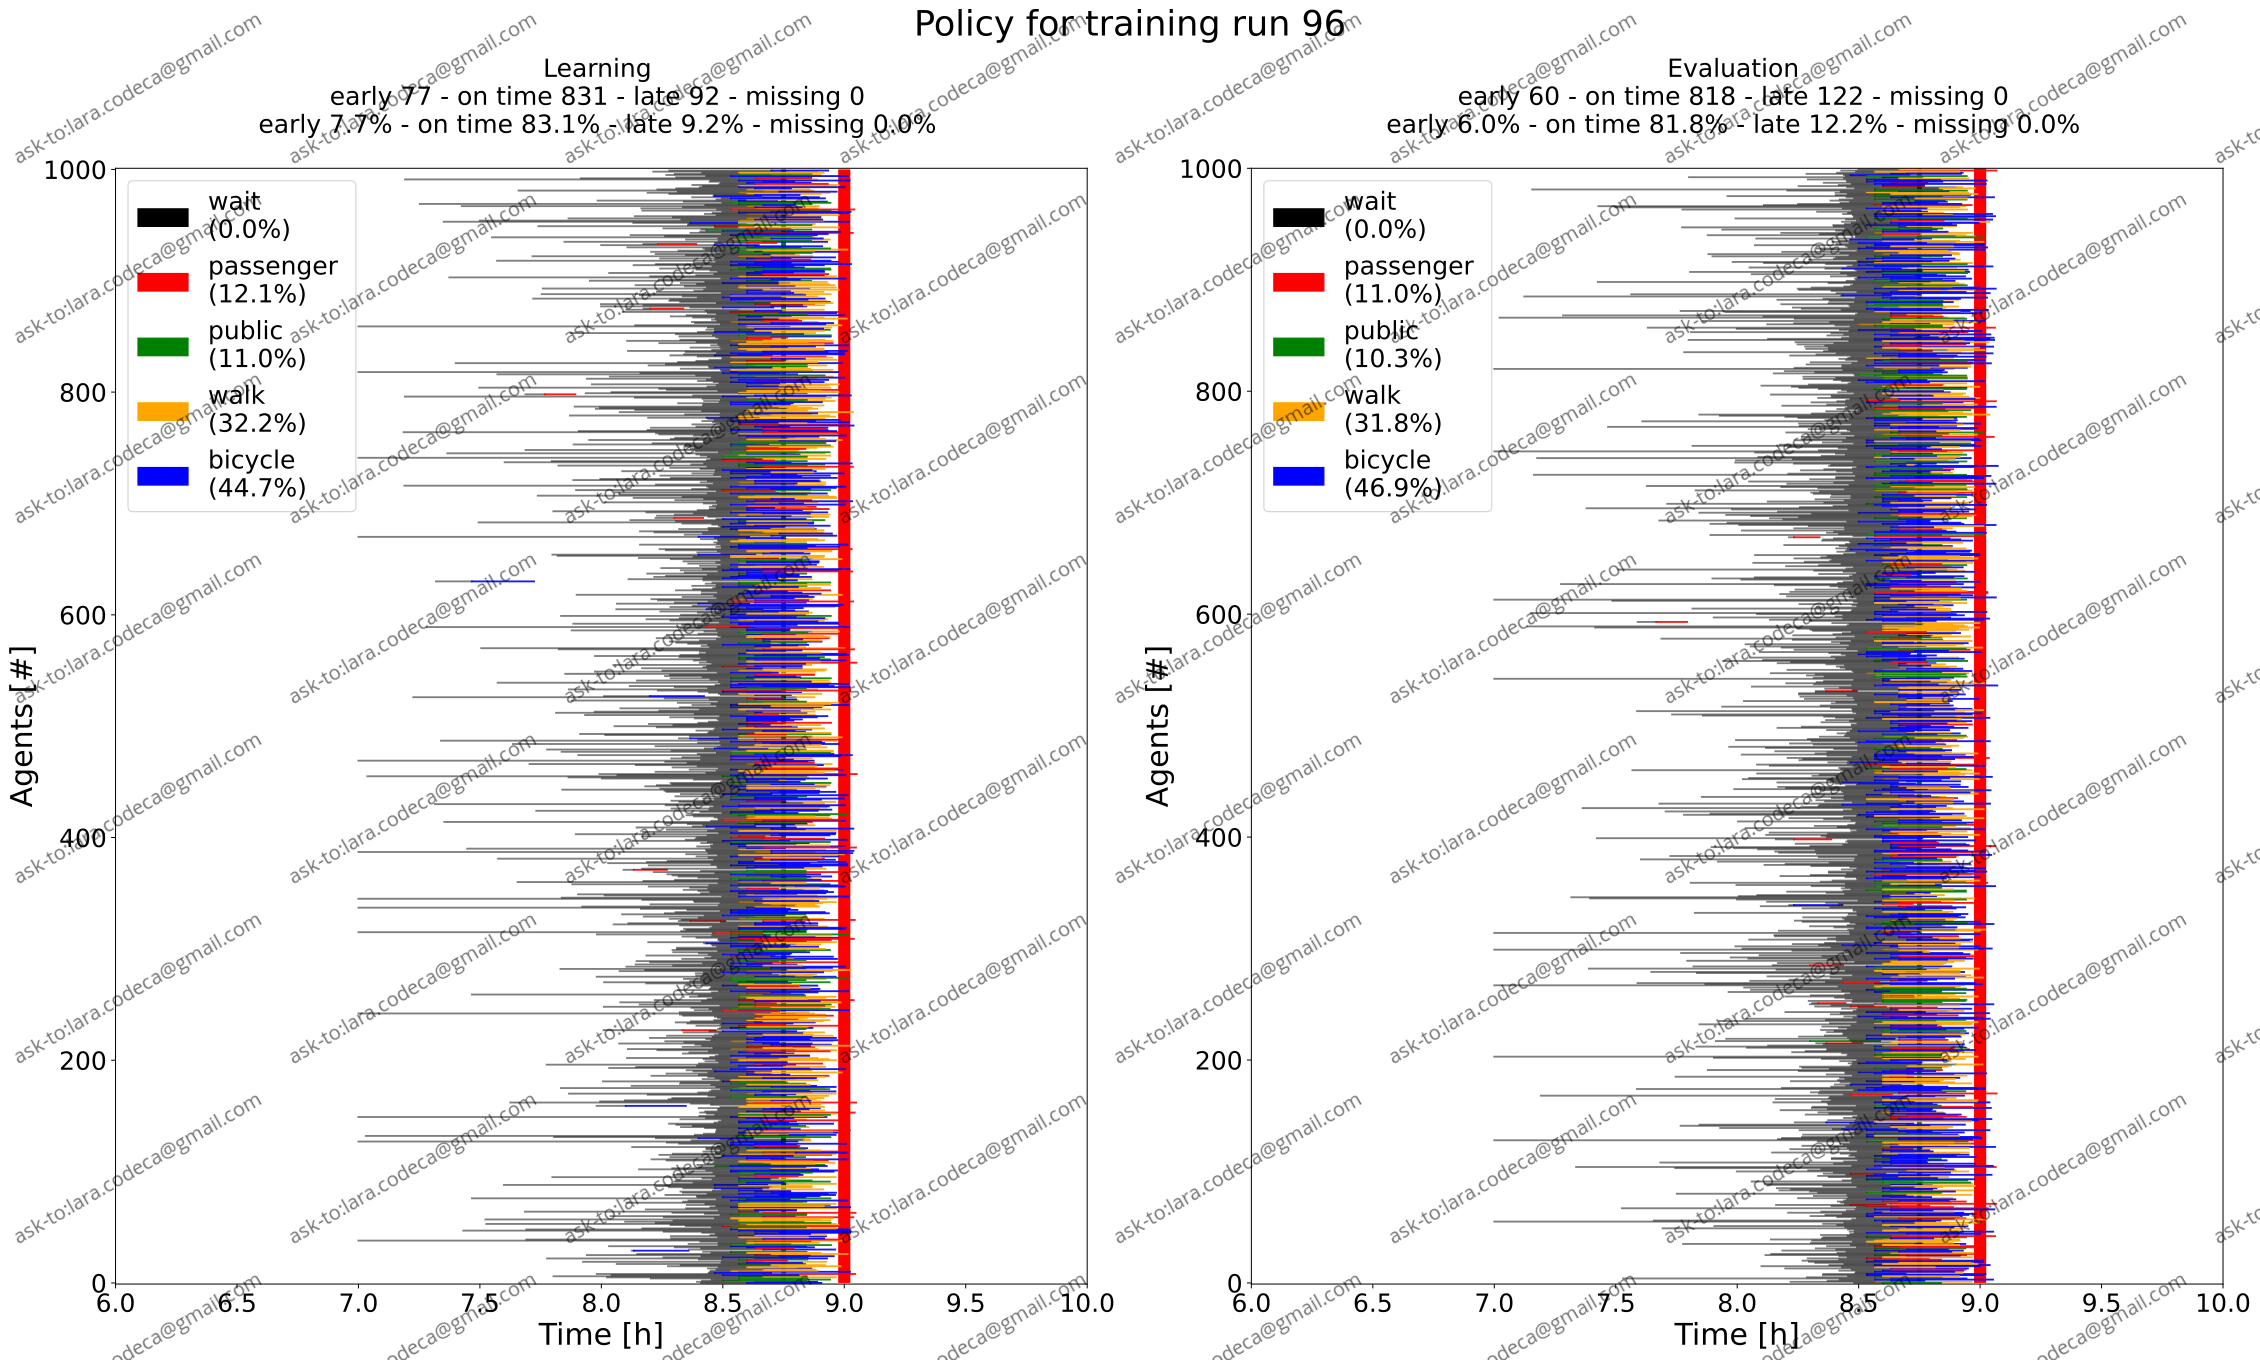 Policy for training run 96
Learning
early 77 - on time 831 - late 92 - missing 0
early 7.7% - on time 83.1% - late 9.2% - missing 0.0%
1000
800
600
400
200
0
Agents [#]
wait
(0.0%)
passenger
(12.1%)
public
(11.0%)
walk
(32.2%)
bicycle
(44.7%)
6.0 6.5 7.0 7.5 8.0 8.5 9.0 9.5 10.0
Time [h]
Evaluation
early 60 - on time 818 - late 122 - missing 0
early 6.0% - on time 81.8% - late 12.2% - missing 0.0%
1000
800
600
400
200
0
Agents [#]
wait
(0.0%)
passenger
(11.0%)
public
(10.3%)
walk
(31.8%)
bicycle
(46.9%)
6.0 6.5 7.0 7.5 8.0 8.5 9.0 9.5 10.0
Time [h]
ask-to:lara.codeca@gmail.com